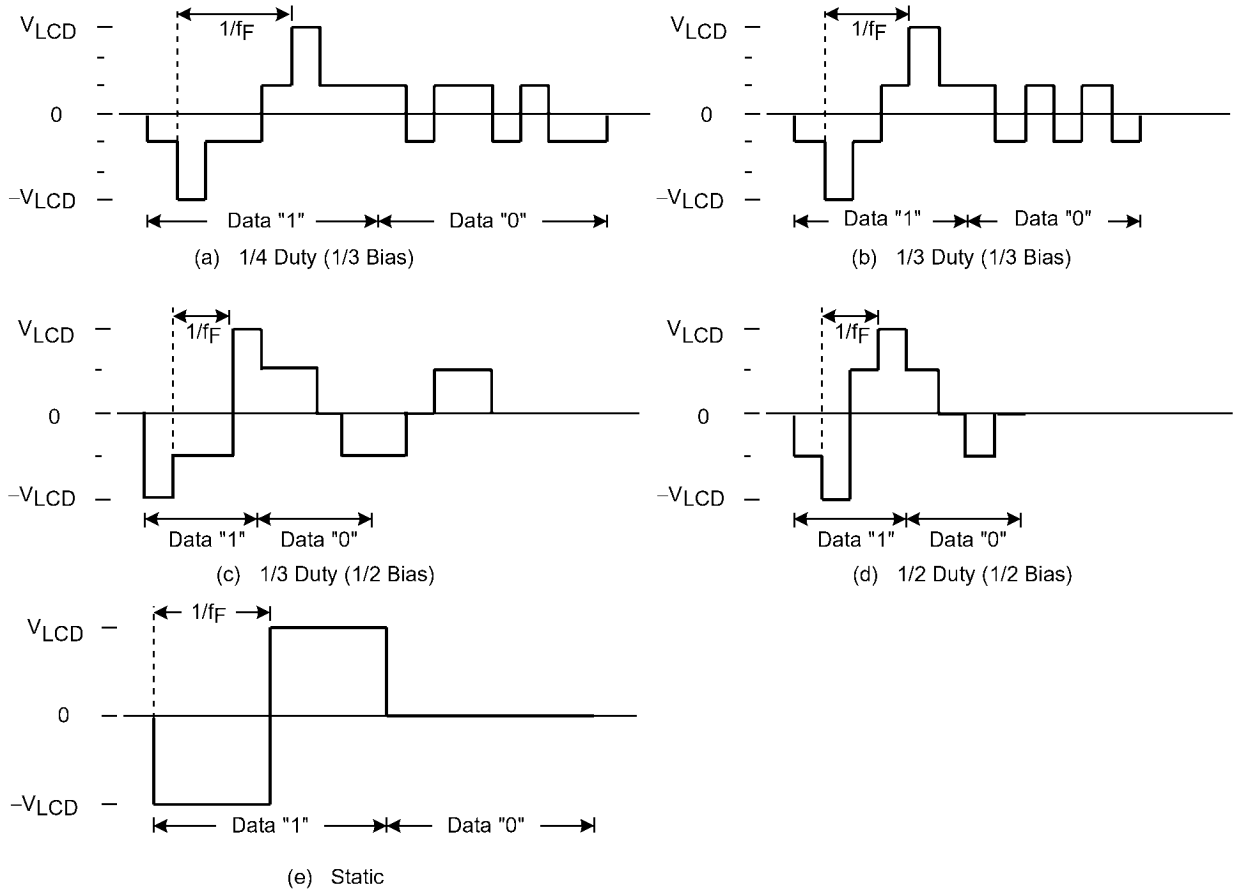 VLCD
0
–VLCD
1/fF
Data "1"
Data "0"
(a) 1/4 Duty (1/3 Bias)
VLCD
0
–VLCD
1/fF
Data "1"
Data "0"
(b) 1/3 Duty (1/3 Bias)
VLCD
0
–VLCD
1/fF
Data "1"
Data "0"
(c) 1/3 Duty (1/2 Bias)
VLCD
0
–VLCD
1/fF
Data "1"
Data "0"
(d) 1/2 Duty (1/2 Bias)
VLCD
0
–VLCD
1/fF
Data "1"
Data "0"
(e) Static